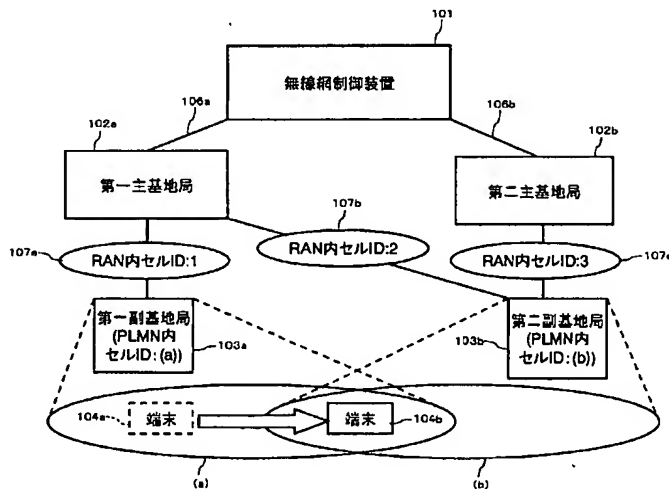 101
無線網制御装置
106a
106b
102a
102b
第一主基地局
第二主基地局
107b
107a
RAN内セルID:1
RAN内セルID:2
RAN内セルID:3
107c
第一副基地局
(PLMN内
セルID:(a))
103a
第二副基地局
(PLMN内
セルID:(b))
103b
104a
端末
端末
104b
(a)
(b)